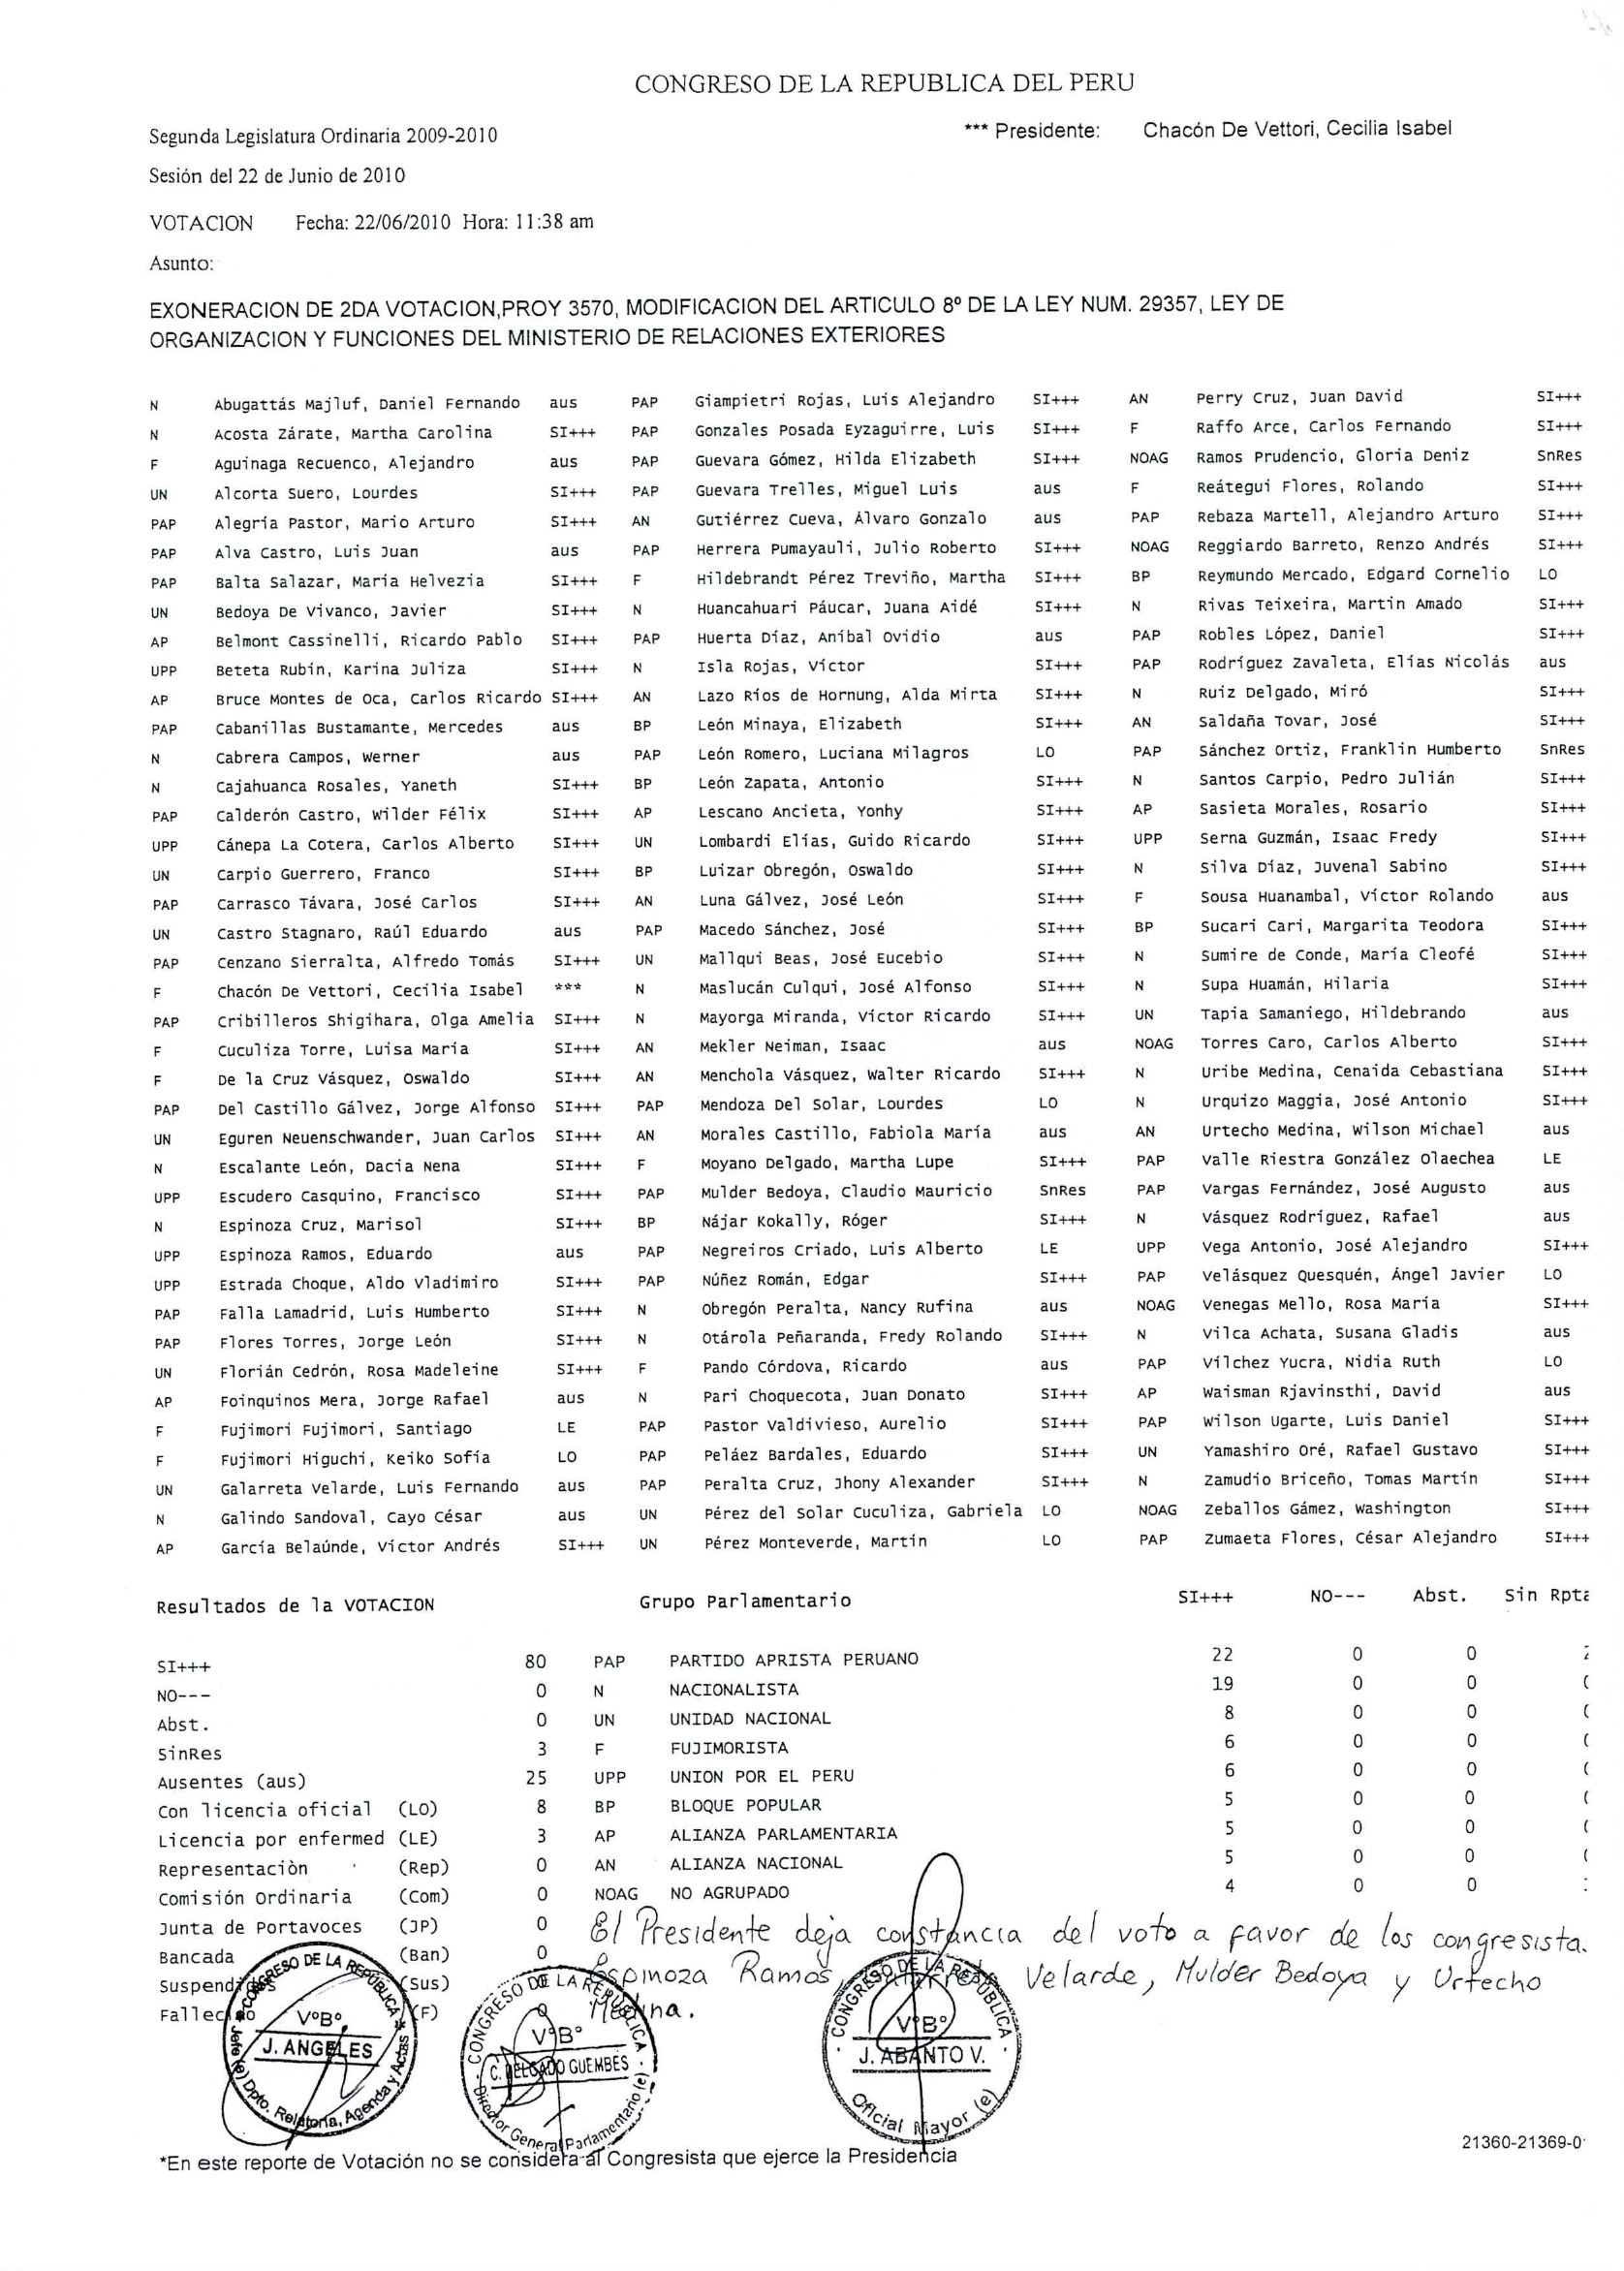 CONGRESO DE LA REPUBLICA DEL PERU
Segunda Legislatura Ordinaria 2009-2010 *** Presidente: Chacón De Vettori, Cecilia Isabel
Sesión del 22 de Junio de 2010
VOTACION Fecha: 22/06/2010 Hora: 11:38 am
Asunto:
EXONERACION DE 2DA VOTACION,PROY 3570, MODIFICACION DEL ARTICULO 8º DE LA LEY NUM. 29357, LEY DE
ORGANIZACION Y FUNCIONES DEL MINISTERIO DE RELACIONES EXTERIORES
N Abugattás Majluf, Daniel Fernando aus PAP Giampietri Rojas, Luis Alejandro SI+++ AN Perry Cruz, Juan David SI+++
N Acosta Zárate, Martha Carolina SI+++ PAP Gonzales Posada Eyzaguirre, Luis SI+++ F Raffo Arce, Carlos Fernando SI+++
F Aguinaga Recuenco, Alejandro aus PAP Guevara Gómez, Hilda Elizabeth SI+++ NOAG Ramos Prudencio, Gloria Deniz SnRes
UN Alcorta Suero, Lourdes SI+++ PAP Guevara Trelles, Miguel Luis aus F Reátegui Flores, Rolando SI+++
PAP Alegría Pastor, Mario Arturo SI+++ AN Gutiérrez Cueva, Álvaro Gonzalo aus PAP Rebaza Martell, Alejandro Arturo SI+++
PAP Alva Castro, Luis Juan aus PAP Herrera Pumayauli, Julio Roberto SI+++ NOAG Reggiardo Barreto, Renzo Andrés SI+++
PAP Balta Salazar, María Helvezia SI+++ F Hildebrandt Pérez Treviño, Martha SI+++ BP Reymundo Mercado, Edgard Cornelio LO
UN Bedoya De Vivanco, Javier SI+++ N Huancahuari Páucar, Juana Aidé SI+++ N Rivas Teixeira, Martín Amado SI+++
AP Belmont Cassinelli, Ricardo Pablo SI+++ PAP Huerta Díaz, Aníbal Ovidio aus PAP Robles López, Daniel SI+++
UPP Beteta Rubín, Karina Juliza SI+++ N Isla Rojas, Víctor SI+++ PAP Rodríguez Zavaleta, Elías Nicolás aus
AP Bruce Montes de Oca, Carlos Ricardo SI+++ AN Lazo Ríos de Hornung, Alda Mirta SI+++ N Ruiz Delgado, Miró SI+++
PAP Cabanillas Bustamante, Mercedes aus BP León Minaya, Elizabeth SI+++ AN Saldaña Tovar, José SI+++
N Cabrera Campos, Werner aus PAP León Romero, Luciana Milagros LO PAP Sánchez Ortiz, Franklin Humberto SnRes
N Cajahuanca Rosales, Yaneth SI+++ BP León Zapata, Antonio SI+++ N Santos Carpio, Pedro Julián SI+++
PAP Calderón Castro, Wilder Félix SI+++ AP Lescano Ancieta, Yonhy SI+++ AP Sasieta Morales, Rosario SI+++
UPP Cánepa La Cotera, Carlos Alberto SI+++ UN Lombardi Elías, Guido Ricardo SI+++ UPP Serna Guzmán, Isaac Fredy SI+++
UN Carpio Guerrero, Franco SI+++ BP Luizar Obregón, Oswaldo SI+++ N Silva Díaz, Juvenal Sabino SI+++
PAP Carrasco Távara, José Carlos SI+++ AN Luna Gálvez, José León SI+++ F Sousa Huanambal, Víctor Rolando aus
UN Castro Stagnaro, Raúl Eduardo aus PAP Macedo Sánchez, José SI+++ BP Sucari Cari, Margarita Teodora SI+++
PAP Cenzano Sierralta, Alfredo Tomás SI+++ UN Mallqui Beas, José Eucebio SI+++ N Sumire de Conde, María Cleofé SI+++
F Chacón De Vettori, Cecilia Isabel *** N Maslucán Culqui, José Alfonso SI+++ N Supa Huamán, Hilaria SI+++
PAP Cribilleros Shigihara, Olga Amelia SI+++ N Mayorga Miranda, Víctor Ricardo SI+++ UN Tapia Samaniego, Hildebrando aus
F Cuculiza Torre, Luisa María SI+++ AN Mekler Neiman, Isaac aus NOAG Torres Caro, Carlos Alberto SI+++
F De la Cruz Vásquez, Oswaldo SI+++ AN Menchola Vásquez, Walter Ricardo SI+++ N Uribe Medina, Cenaida Cebastiana SI+++
PAP Del Castillo Gálvez, Jorge Alfonso SI+++ PAP Mendoza Del Solar, Lourdes LO N Urquizo Maggia, José Antonio SI+++
UN Eguren Neuenschwander, Juan Carlos SI+++ AN Morales Castillo, Fabiola María aus AN Urtecho Medina, Wilson Michael aus
N Escalante León, Dacia Nena SI+++ F Moyano Delgado, Martha Lupe SI+++ PAP Valle Riestra González Olaechea LE
UPP Escudero Casquino, Francisco SI+++ PAP Mulder Bedoya, Claudio Mauricio SnRes PAP Vargas Fernández, José Augusto aus
N Espinoza Cruz, Marisol SI+++ BP Nájar Kokally, Róger SI+++ N Vásquez Rodríguez, Rafael aus
UPP Espinoza Ramos, Eduardo aus PAP Negreiros Criado, Luis Alberto LE UPP Vega Antonio, José Alejandro SI+++
UPP Estrada Choque, Aldo Vladimiro SI+++ PAP Núñez Román, Edgar SI+++ PAP Velásquez Quesquén, Ángel Javier LO
PAP Falla Lamadrid, Luis Humberto SI+++ N Obregón Peralta, Nancy Rufina aus NOAG Venegas Mello, Rosa María SI+++
PAP Flores Torres, Jorge León SI+++ N Otárola Peñaranda, Fredy Rolando SI+++ N Vilca Achata, Susana Gladis aus
UN Florián Cedrón, Rosa Madeleine SI+++ F Pando Córdova, Ricardo aus PAP Vílchez Yucra, Nidia Ruth LO
AP Foinquinos Mera, Jorge Rafael aus N Pari Choquecota, Juan Donato SI+++ AP Waisman Rjavinsthi, David aus
F Fujimori Fujimori, Santiago LE PAP Pastor Valdivieso, Aurelio SI+++ PAP Wilson Ugarte, Luis Daniel SI+++
F Fujimori Higuchi, Keiko Sofía LO PAP Peláez Bardales, Eduardo SI+++ UN Yamashiro Oré, Rafael Gustavo SI+++
UN Galarreta Velarde, Luis Fernando aus PAP Peralta Cruz, Jhony Alexander SI+++ N Zamudio Briceño, Tomas Martín SI+++
N Galindo Sandoval, Cayo César aus UN Pérez del Solar Cuculiza, Gabriela LO NOAG Zeballos Gámez, Washington SI+++
AP García Belaúnde, Víctor Andrés SI+++ UN Pérez Monteverde, Martín LO PAP Zumaeta Flores, César Alejandro SI+++
Resultados de la VOTACION Grupo Parlamentario SI+++ NO--- Abst. Sin Rpta
SI+++ 80 PAP PARTIDO APRISTA PERUANO 22 0 0
NO--- 0 N NACIONALISTA 19 0 0
Abst. 0 UN UNIDAD NACIONAL 8 0 0
SinRes 3 F FUJIMORISTA 6 0 0
Ausentes (aus) 25 UPP UNION POR EL PERU 6 0 0
Con licencia oficial (LO) 8 BP BLOQUE POPULAR 5 0 0
Licencia por enfermed (LE) 3 AP ALIANZA PARLAMENTARIA 5 0 0
Representaciòn (Rep) 0 AN ALIANZA NACIONAL 5 0 0
Comisión Ordinaria (Com) 0 NOAG NO AGRUPADO 4 0 0
Junta de Portavoces (JP) 0
El Presidente deja constancia del voto a favor de los congresista.
Bancada (Ban) 0
Espinoza Ramos, Velarde, Mulder Bedoya y Urtecho
(Sus)
Medina.
(F) 0
CONGRESO DE LA REPÚBLICA VºBº J. ANGELES Jefe (e) Dpto. Relatoría, Agenda y Actas
CONGRESO DE LA REPÚBLICA VºBº C. DELGADO GUEMBES Director General Parlamentario (e)
CONGRESO DE LA REPÚBLICA VºBº J. ABANTO V. Oficial Mayor (e)
21360-21369-0
*En este reporte de Votación no se considera al Congresista que ejerce la Presidencia